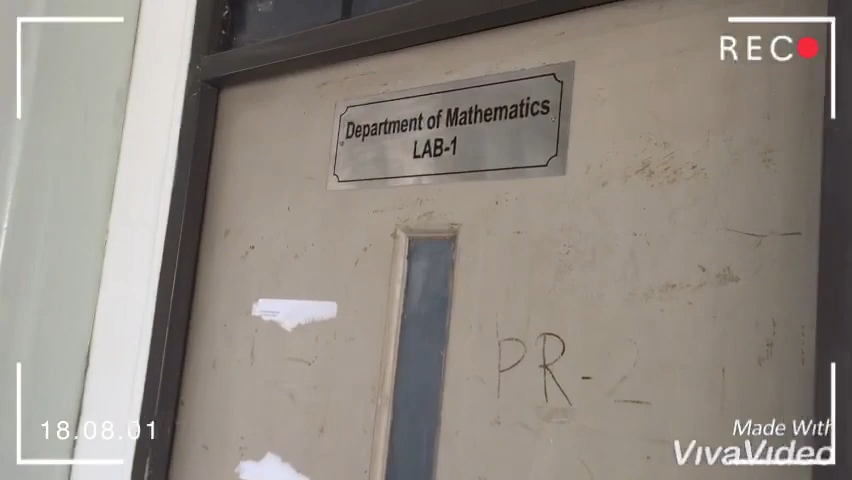 REC
Department of Mathematics
LAB-1
PR-2
18.08.01
Made With
VivaVideo